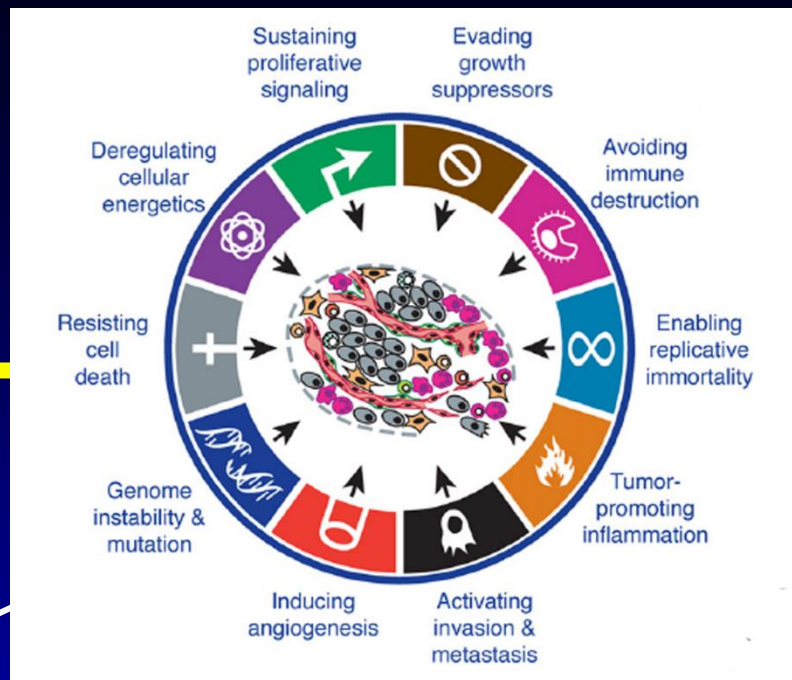 Sustaining
proliferative
signaling
Evading
growth
suppressors
Deregulating
cellular
energetics
Avoiding
immune
destruction
Resisting
cell
death
Enabling
replicative
immortality
Genome
instability &
mutation
Tumor-
promoting
inflammation
Inducing
angiogenesis
Activating
invasion &
metastasis